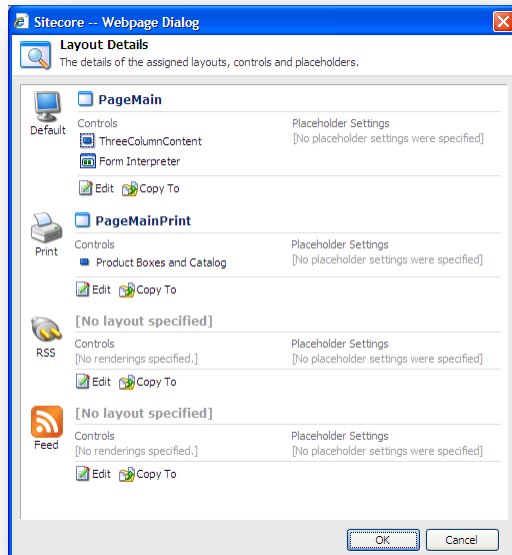 Sitecore -- Webpage Dialog
Layout Details
The details of the assigned layouts, controls and placeholders.
Default
PageMain
Controls
Placeholder Settings
ThreeColumnContent
[No placeholder settings were specified]
Form Interpreter
Edit Copy To
Print
PageMainPrint
Controls
Placeholder Settings
Product Boxes and Catalog
[No placeholder settings were specified]
Edit Copy To
RSS
[No layout specified]
Controls
Placeholder Settings
[No renderings specified.]
[No placeholder settings were specified]
Edit Copy To
Feed
[No layout specified]
Controls
Placeholder Settings
[No renderings specified.]
[No placeholder settings were specified]
Edit Copy To
OK Cancel